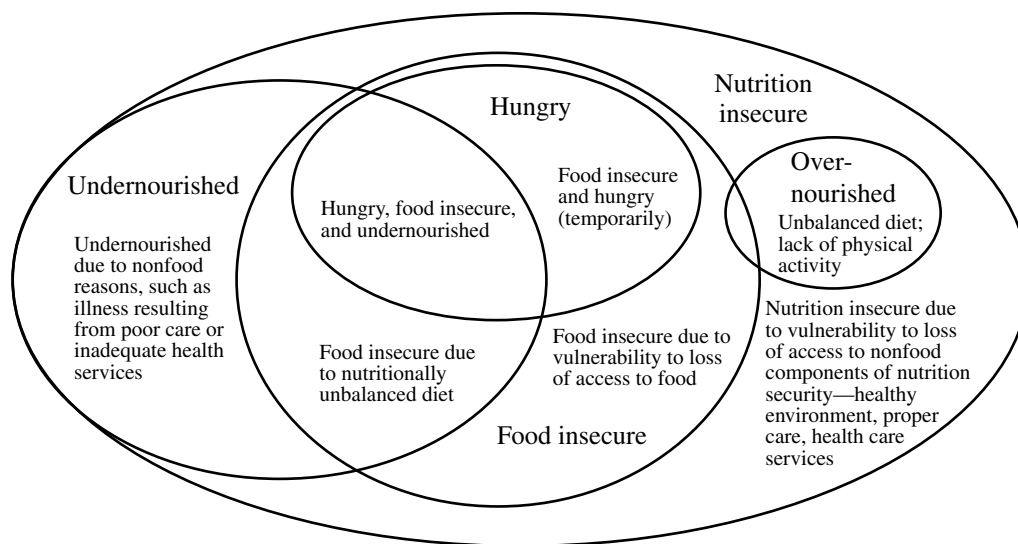 Nutrition
insecure
Hungry
Over-
nourished
Unbalanced diet;
lack of physical
activity
Undernourished
Food insecure
and hungry
(temporarily)
Hungry, food insecure,
and undernourished
Undernourished
due to nonfood
reasons, such as
illness resulting
from poor care or
inadequate health
services
Nutrition insecure due
to vulnerability to loss
of access to nonfood
components of nutrition
security—healthy
environment, proper
care, health care
services
Food insecure due to
vulnerability to loss
of access to food
Food insecure due
to nutritionally
unbalanced diet
Food insecure